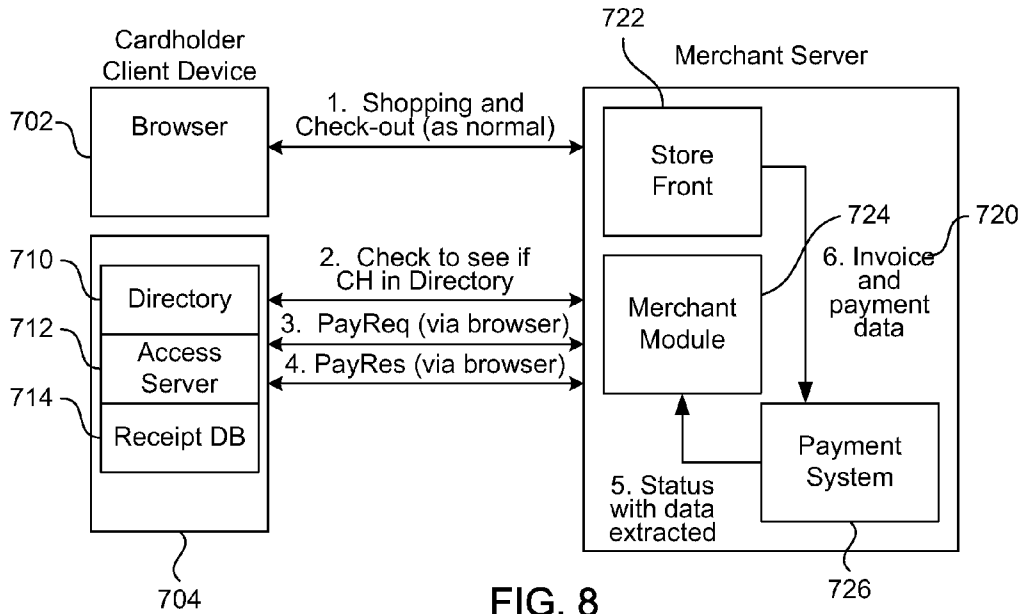 Cardholder
Client Device
702
Browser
1. Shopping and
Check-out (as normal)
722
Merchant Server
Store
Front
724
720
710
Directory
2. Check to see if
CH in Directory
712
Access
Server
3. PayReq (via browser)
4. PayRes (via browser)
Merchant
Module
6. Invoice
and
payment
data
714
Receipt DB
5. Status
with data
extracted
Payment
System
704
726
FIG. 8